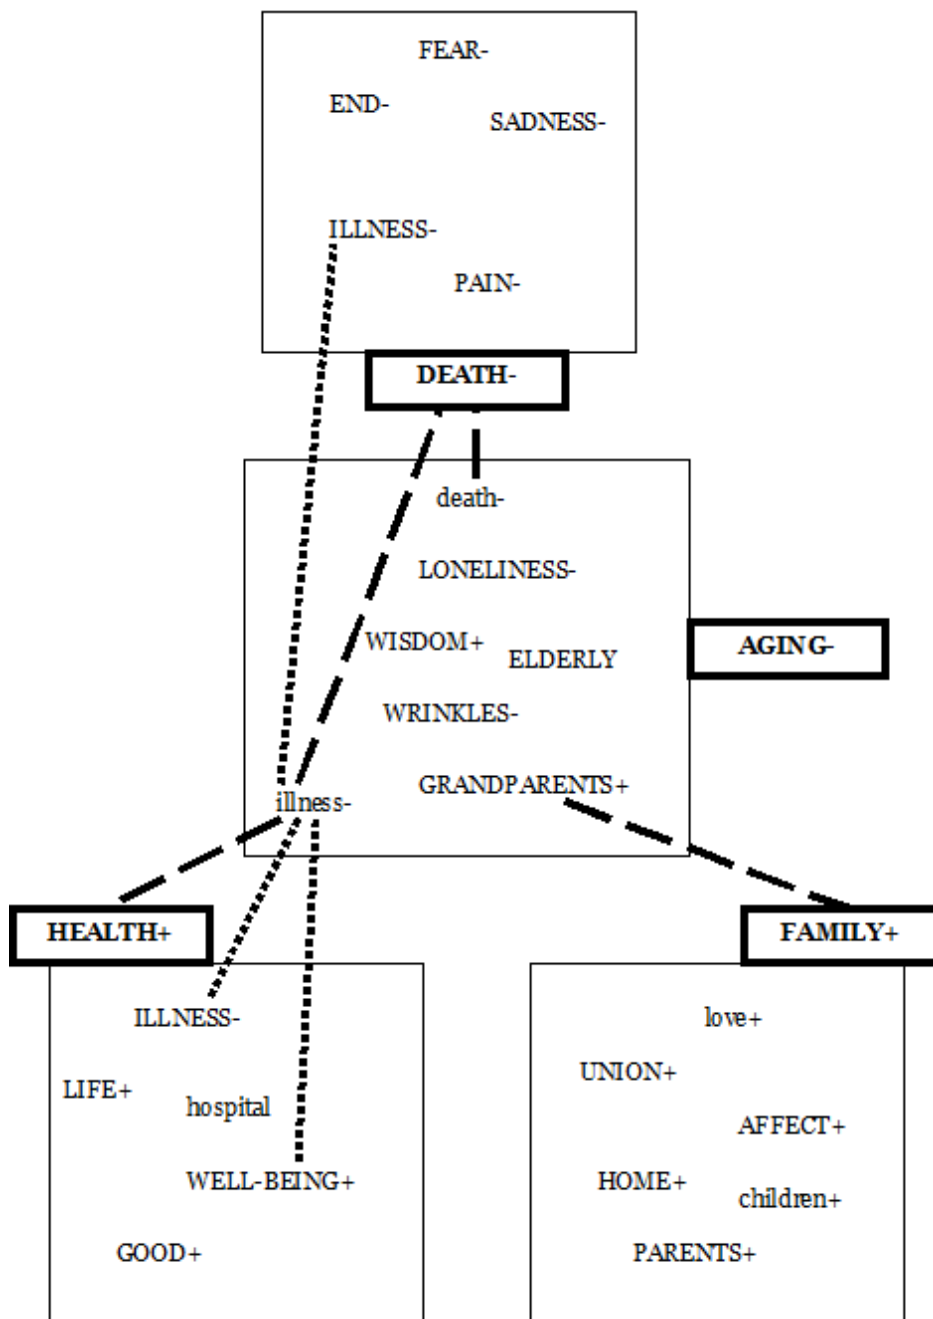 FEAR-
END-
SADNESS-
ILLNESS-
PAIN-
DEATH-
death-
LONELINESS-
WISDOM+
ELDERLY
AGING-
WRINKLES-
GRANDPARENTS+
illness-
HEALTH+
FAMILY+
ILLNESS-
LIFE+
hospital
WELL-BEING+
GOOD+
love+
UNION+
AFFECT+
HOME+
children+
PARENTS+